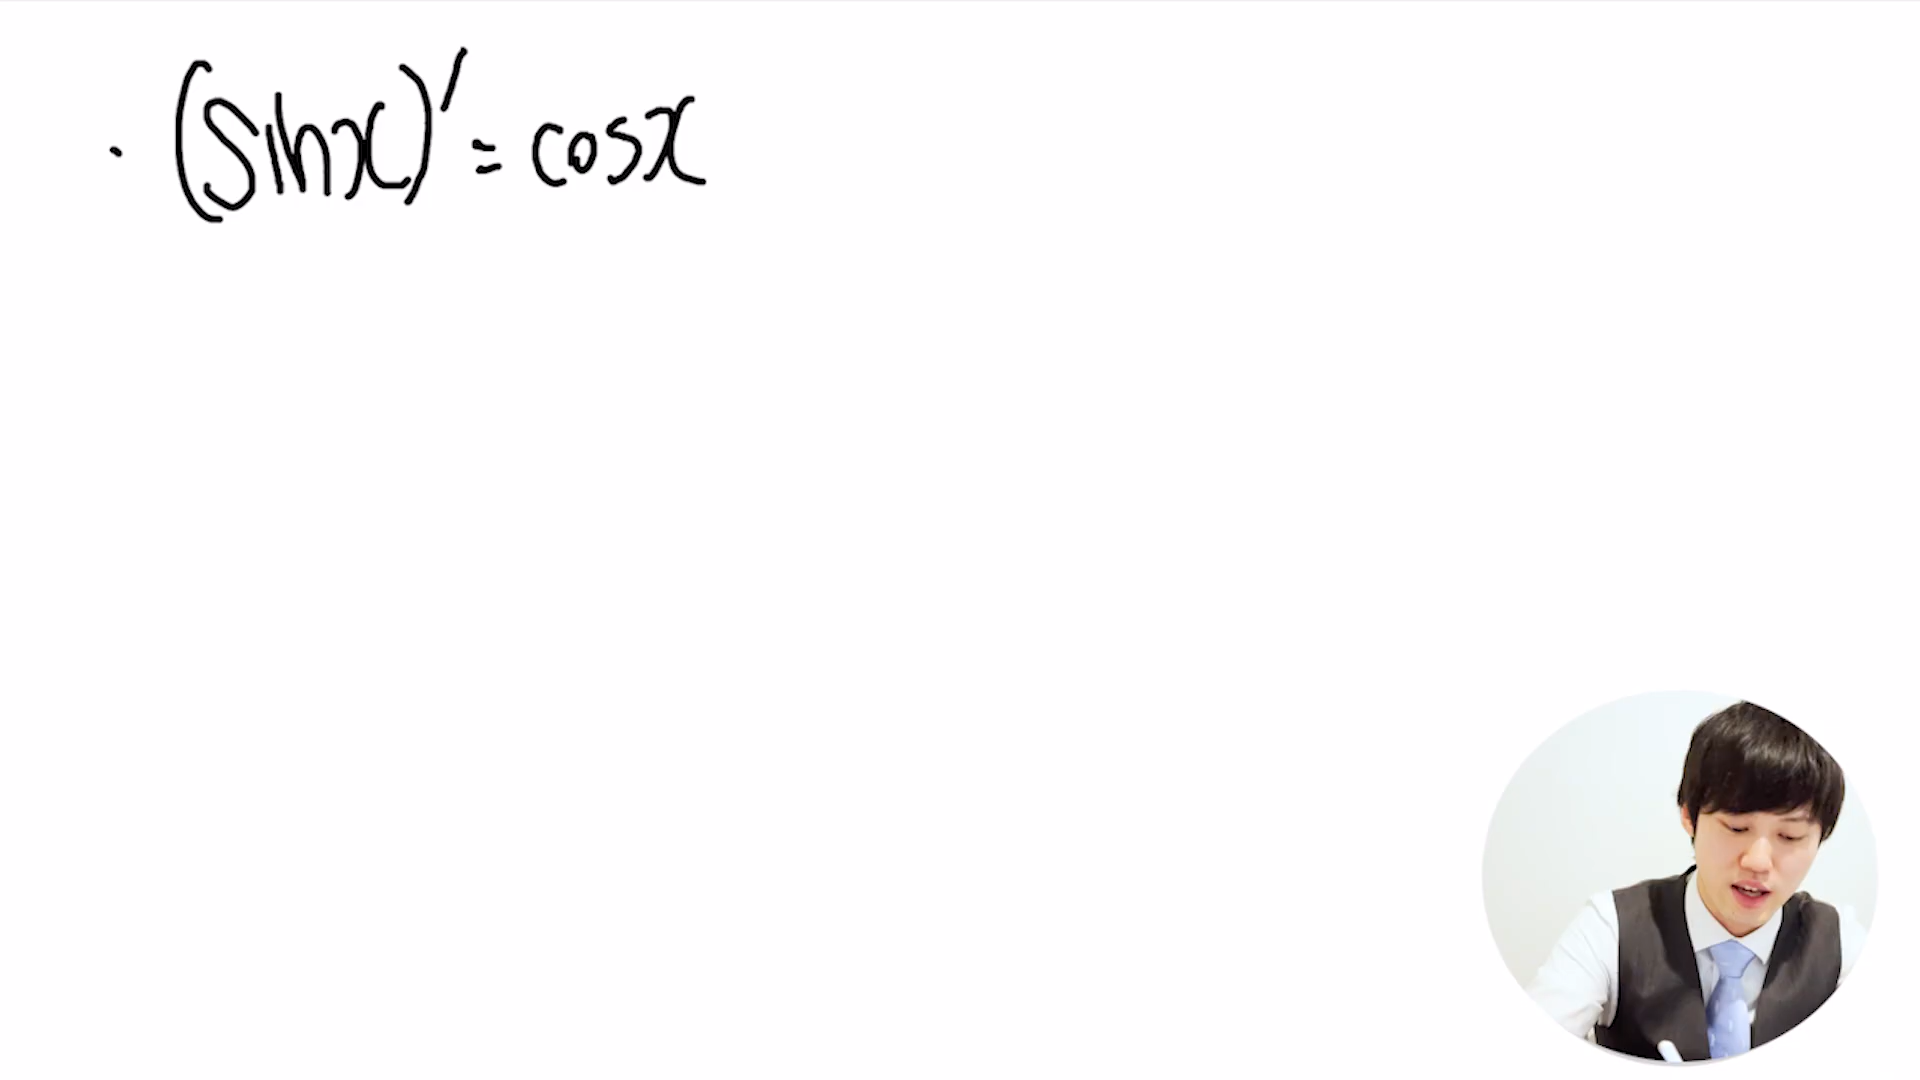 · (sinx)' = cosx